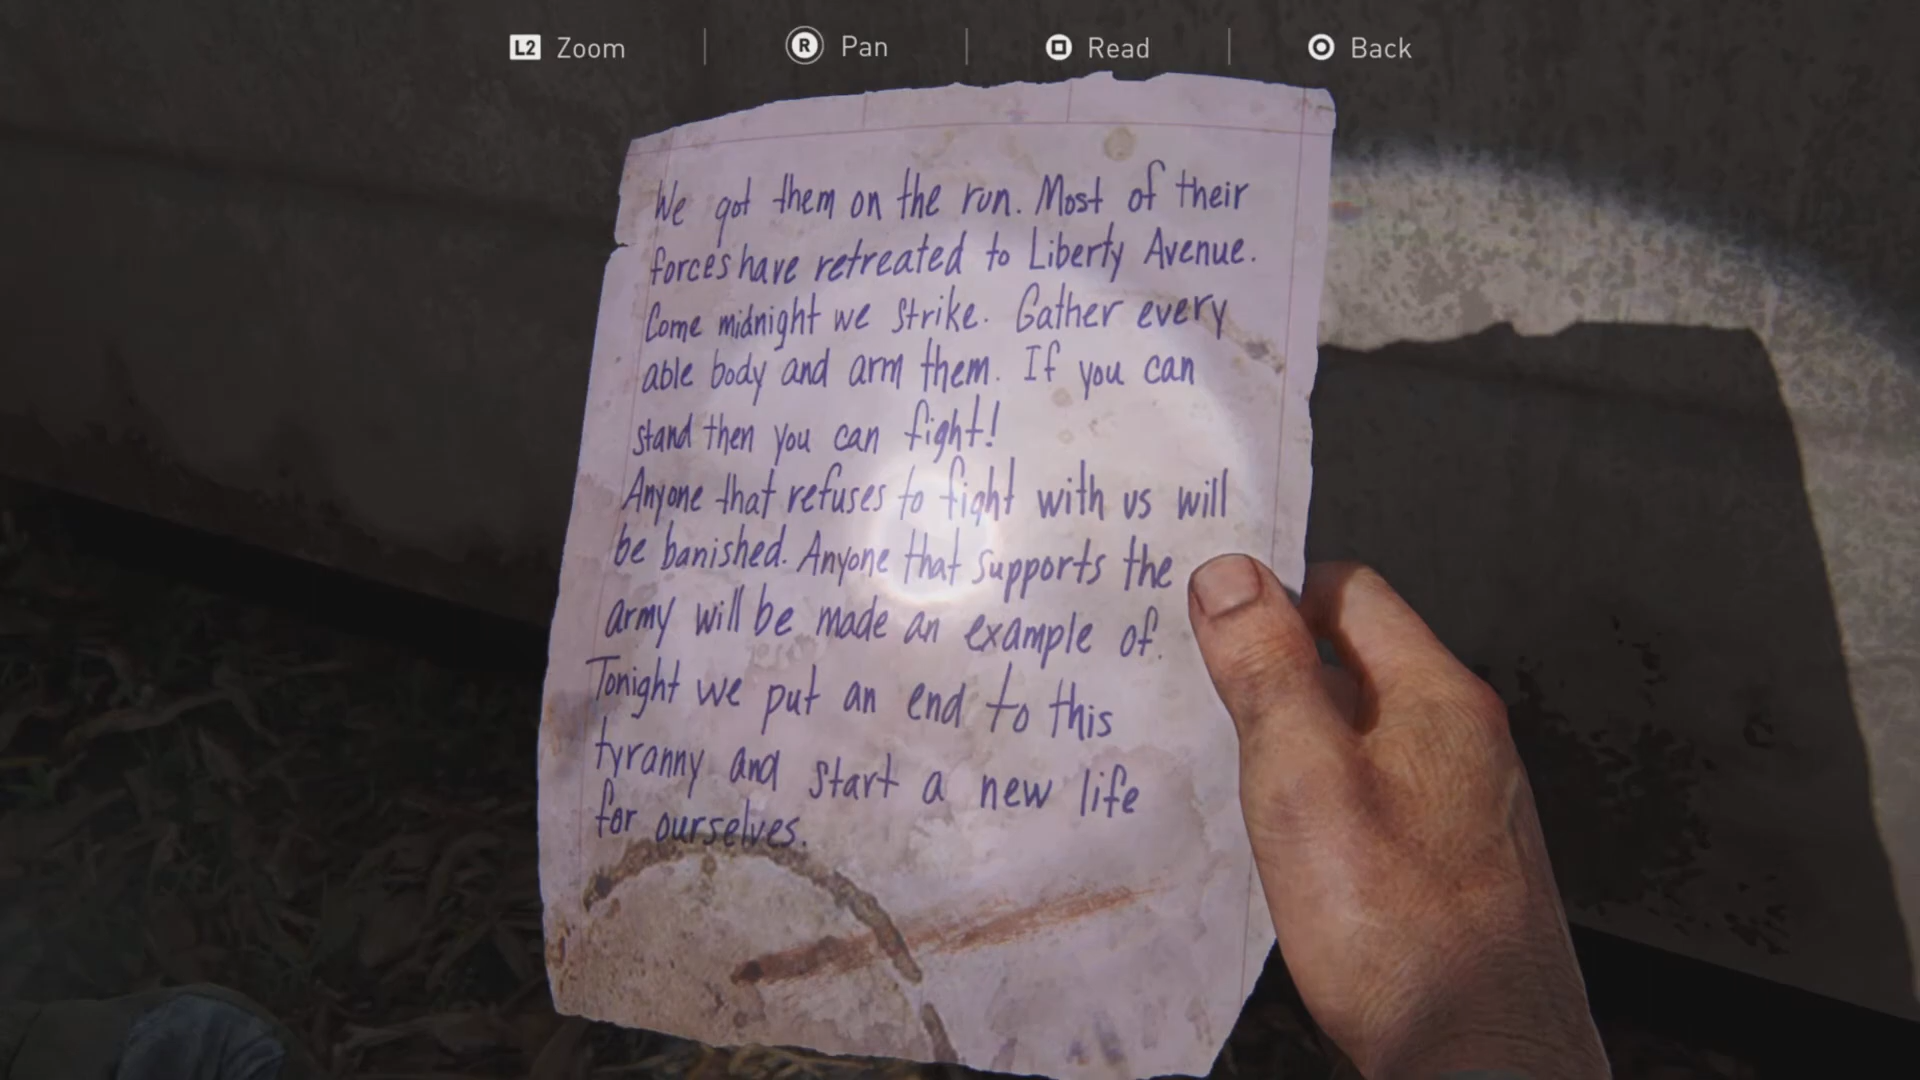 L2 Zoom R Pan Read Back
We got them on the run. Most of their
forces have retreated to Liberty Avenue.
Come midnight we strike. Gather every
able body and arm them. If you can
stand then you can fight!
Anyone that refuses to fight with us will
be banished. Anyone that supports the
army will be made an example of.
Tonight we put an end to this
tyranny and start a new life
for ourselves.